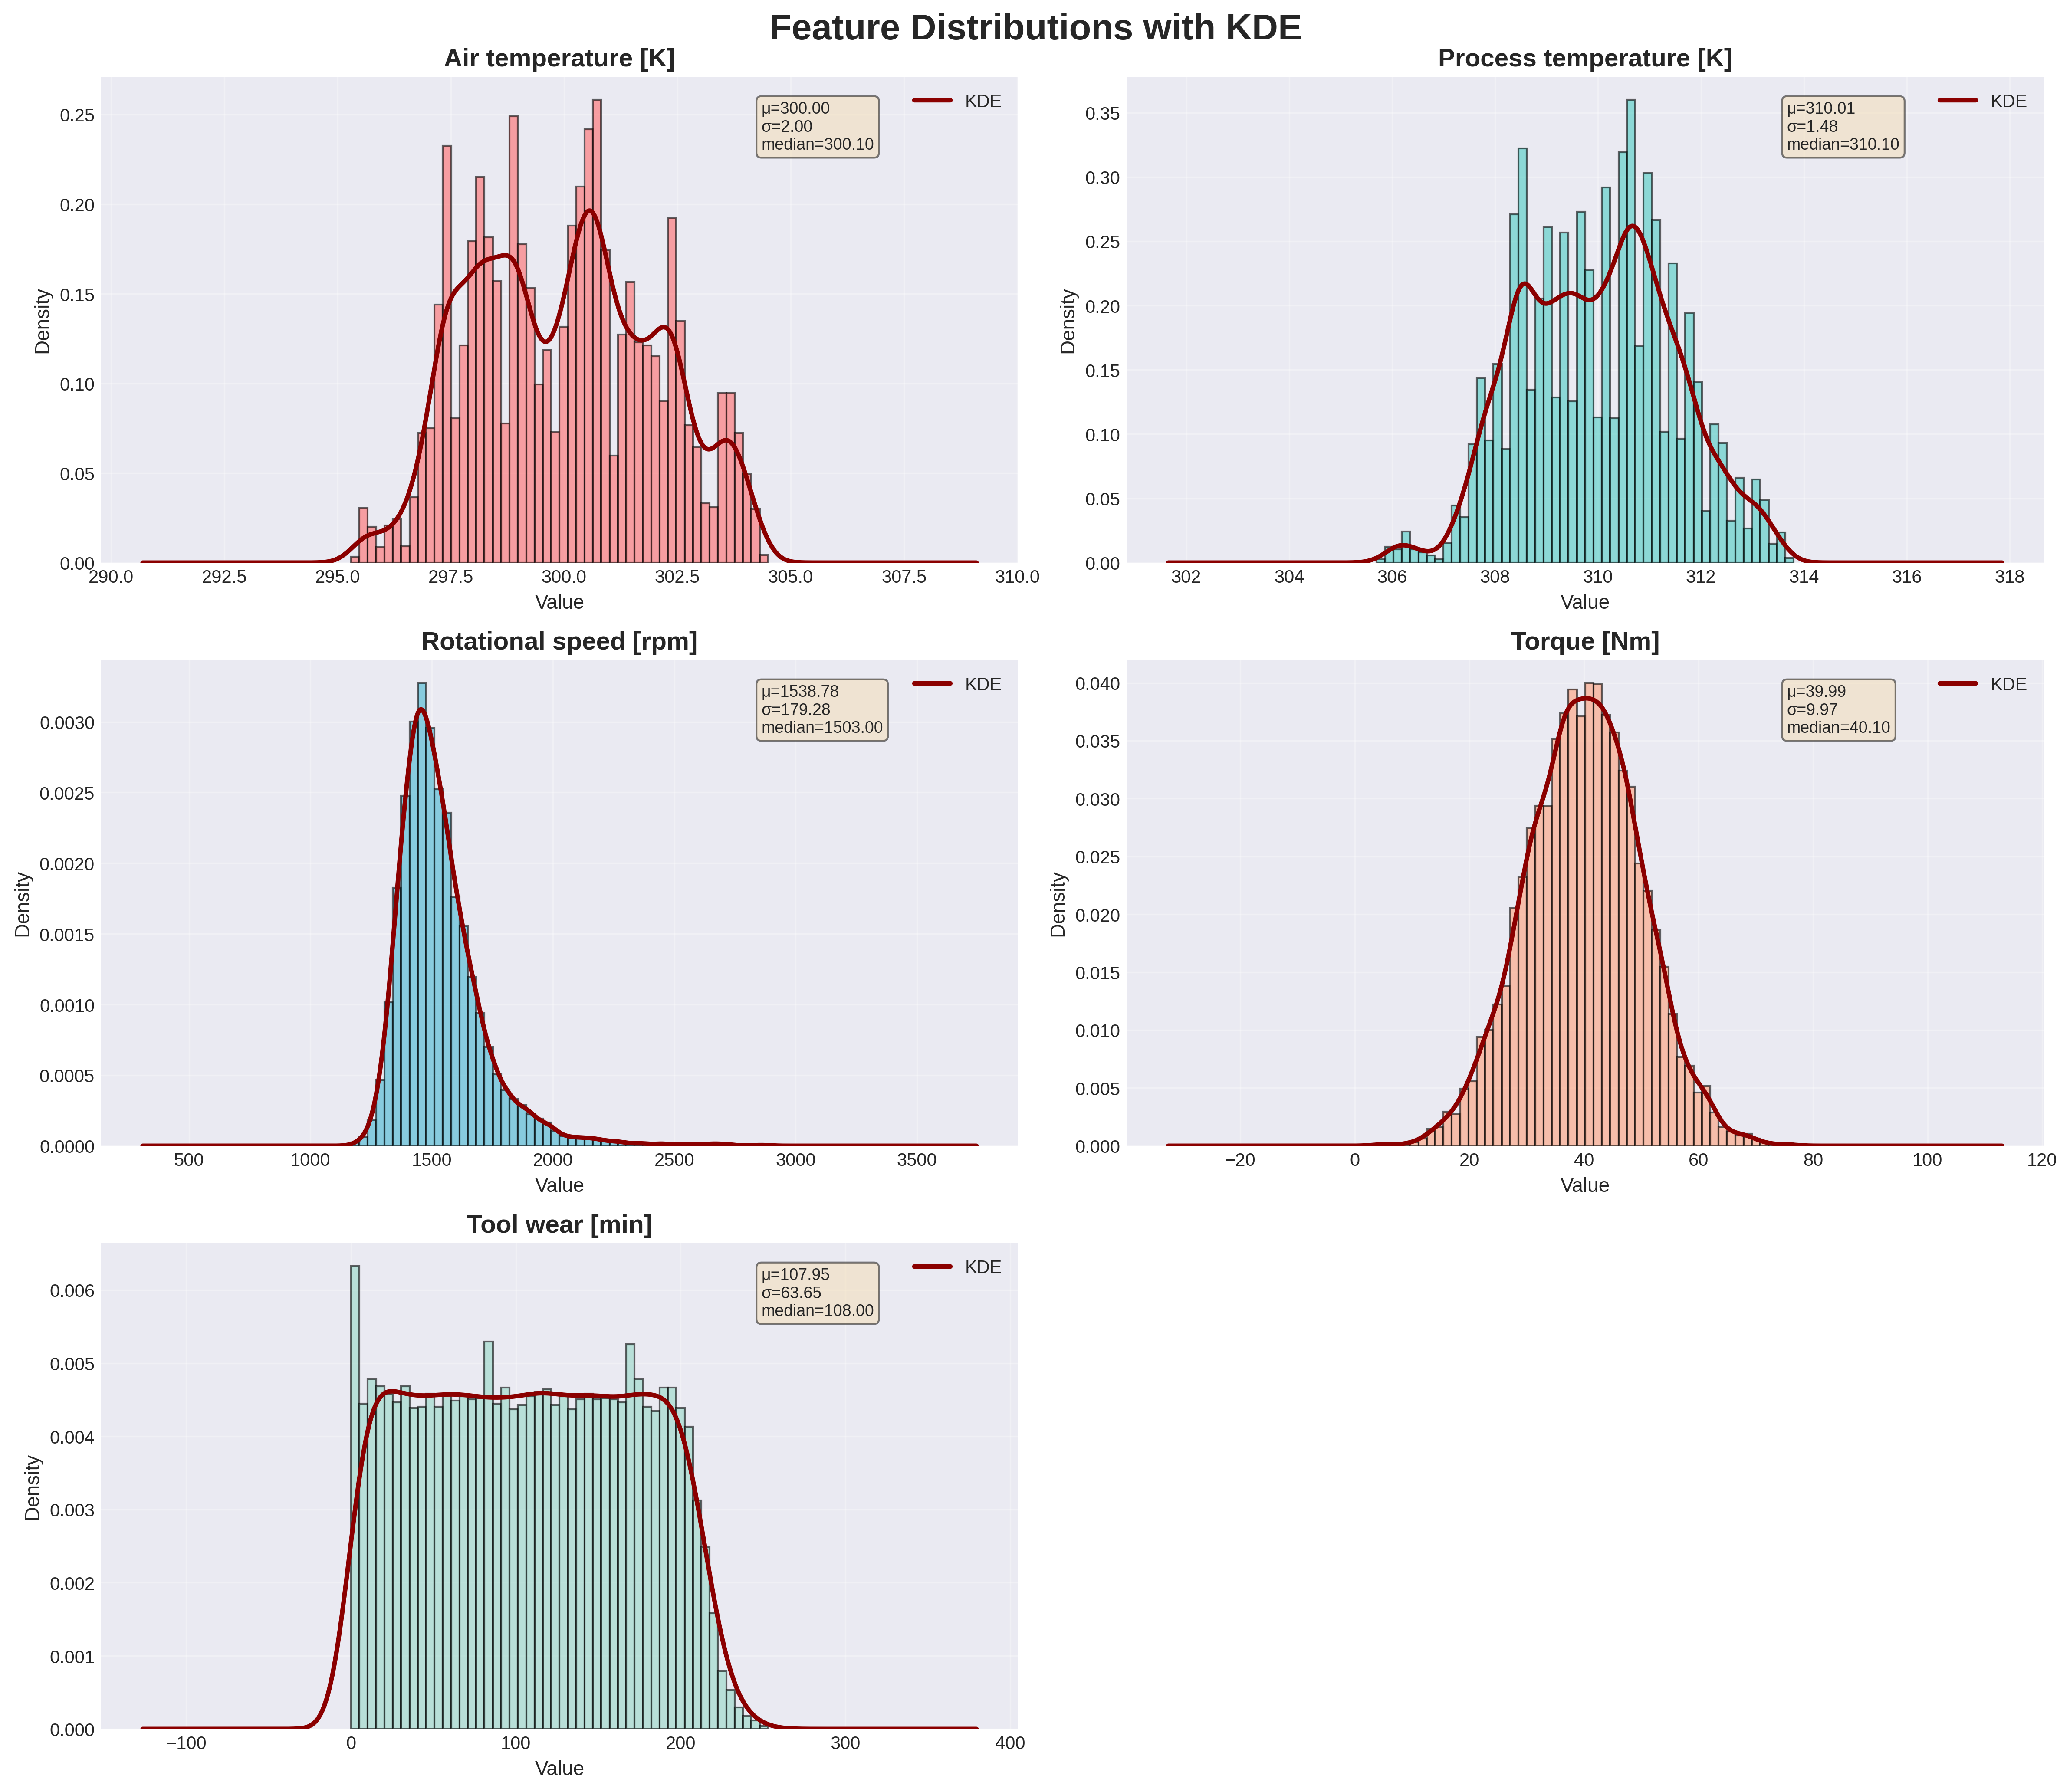 Feature Distributions with KDE
Air temperature [K]
Density
0.25
0.20
0.15
0.10
0.05
0.00
μ=300.00
σ=2.00
median=300.10
KDE
290.0 292.5 295.0 297.5 300.0 302.5 305.0 307.5 310.0
Value
Process temperature [K]
Density
0.35
0.30
0.25
0.20
0.15
0.10
0.05
0.00
μ=310.01
σ=1.48
median=310.10
KDE
302 304 306 308 310 312 314 316 318
Value
Rotational speed [rpm]
Density
0.0030
0.0025
0.0020
0.0015
0.0010
0.0005
0.0000
μ=1538.78
σ=179.28
median=1503.00
KDE
500 1000 1500 2000 2500 3000 3500
Value
Torque [Nm]
Density
0.040
0.035
0.030
0.025
0.020
0.015
0.010
0.005
0.000
μ=39.99
σ=9.97
median=40.10
KDE
−20 0 20 40 60 80 100 120
Value
Tool wear [min]
Density
0.006
0.005
0.004
0.003
0.002
0.001
0.000
μ=107.95
σ=63.65
median=108.00
KDE
−100 0 100 200 300 400
Value